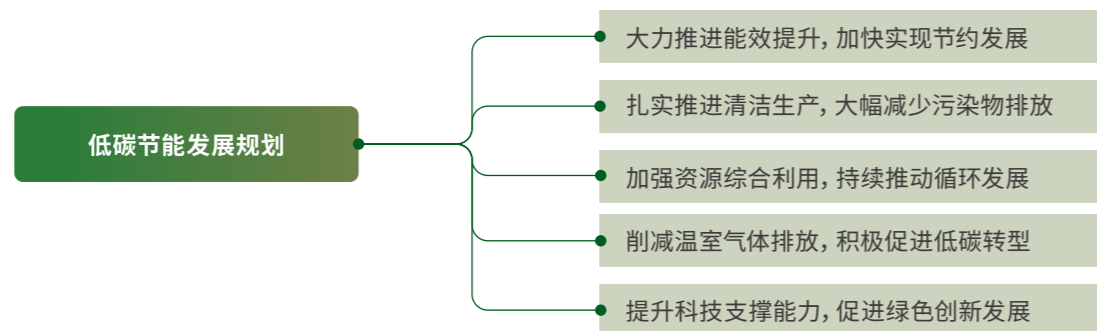 低碳节能发展规划
大力推进能效提升，加快实现节约发展
扎实推进清洁生产，大幅减少污染物排放
加强资源综合利用，持续推动循环发展
削减温室气体排放，积极促进低碳转型
提升科技支撑能力，促进绿色创新发展